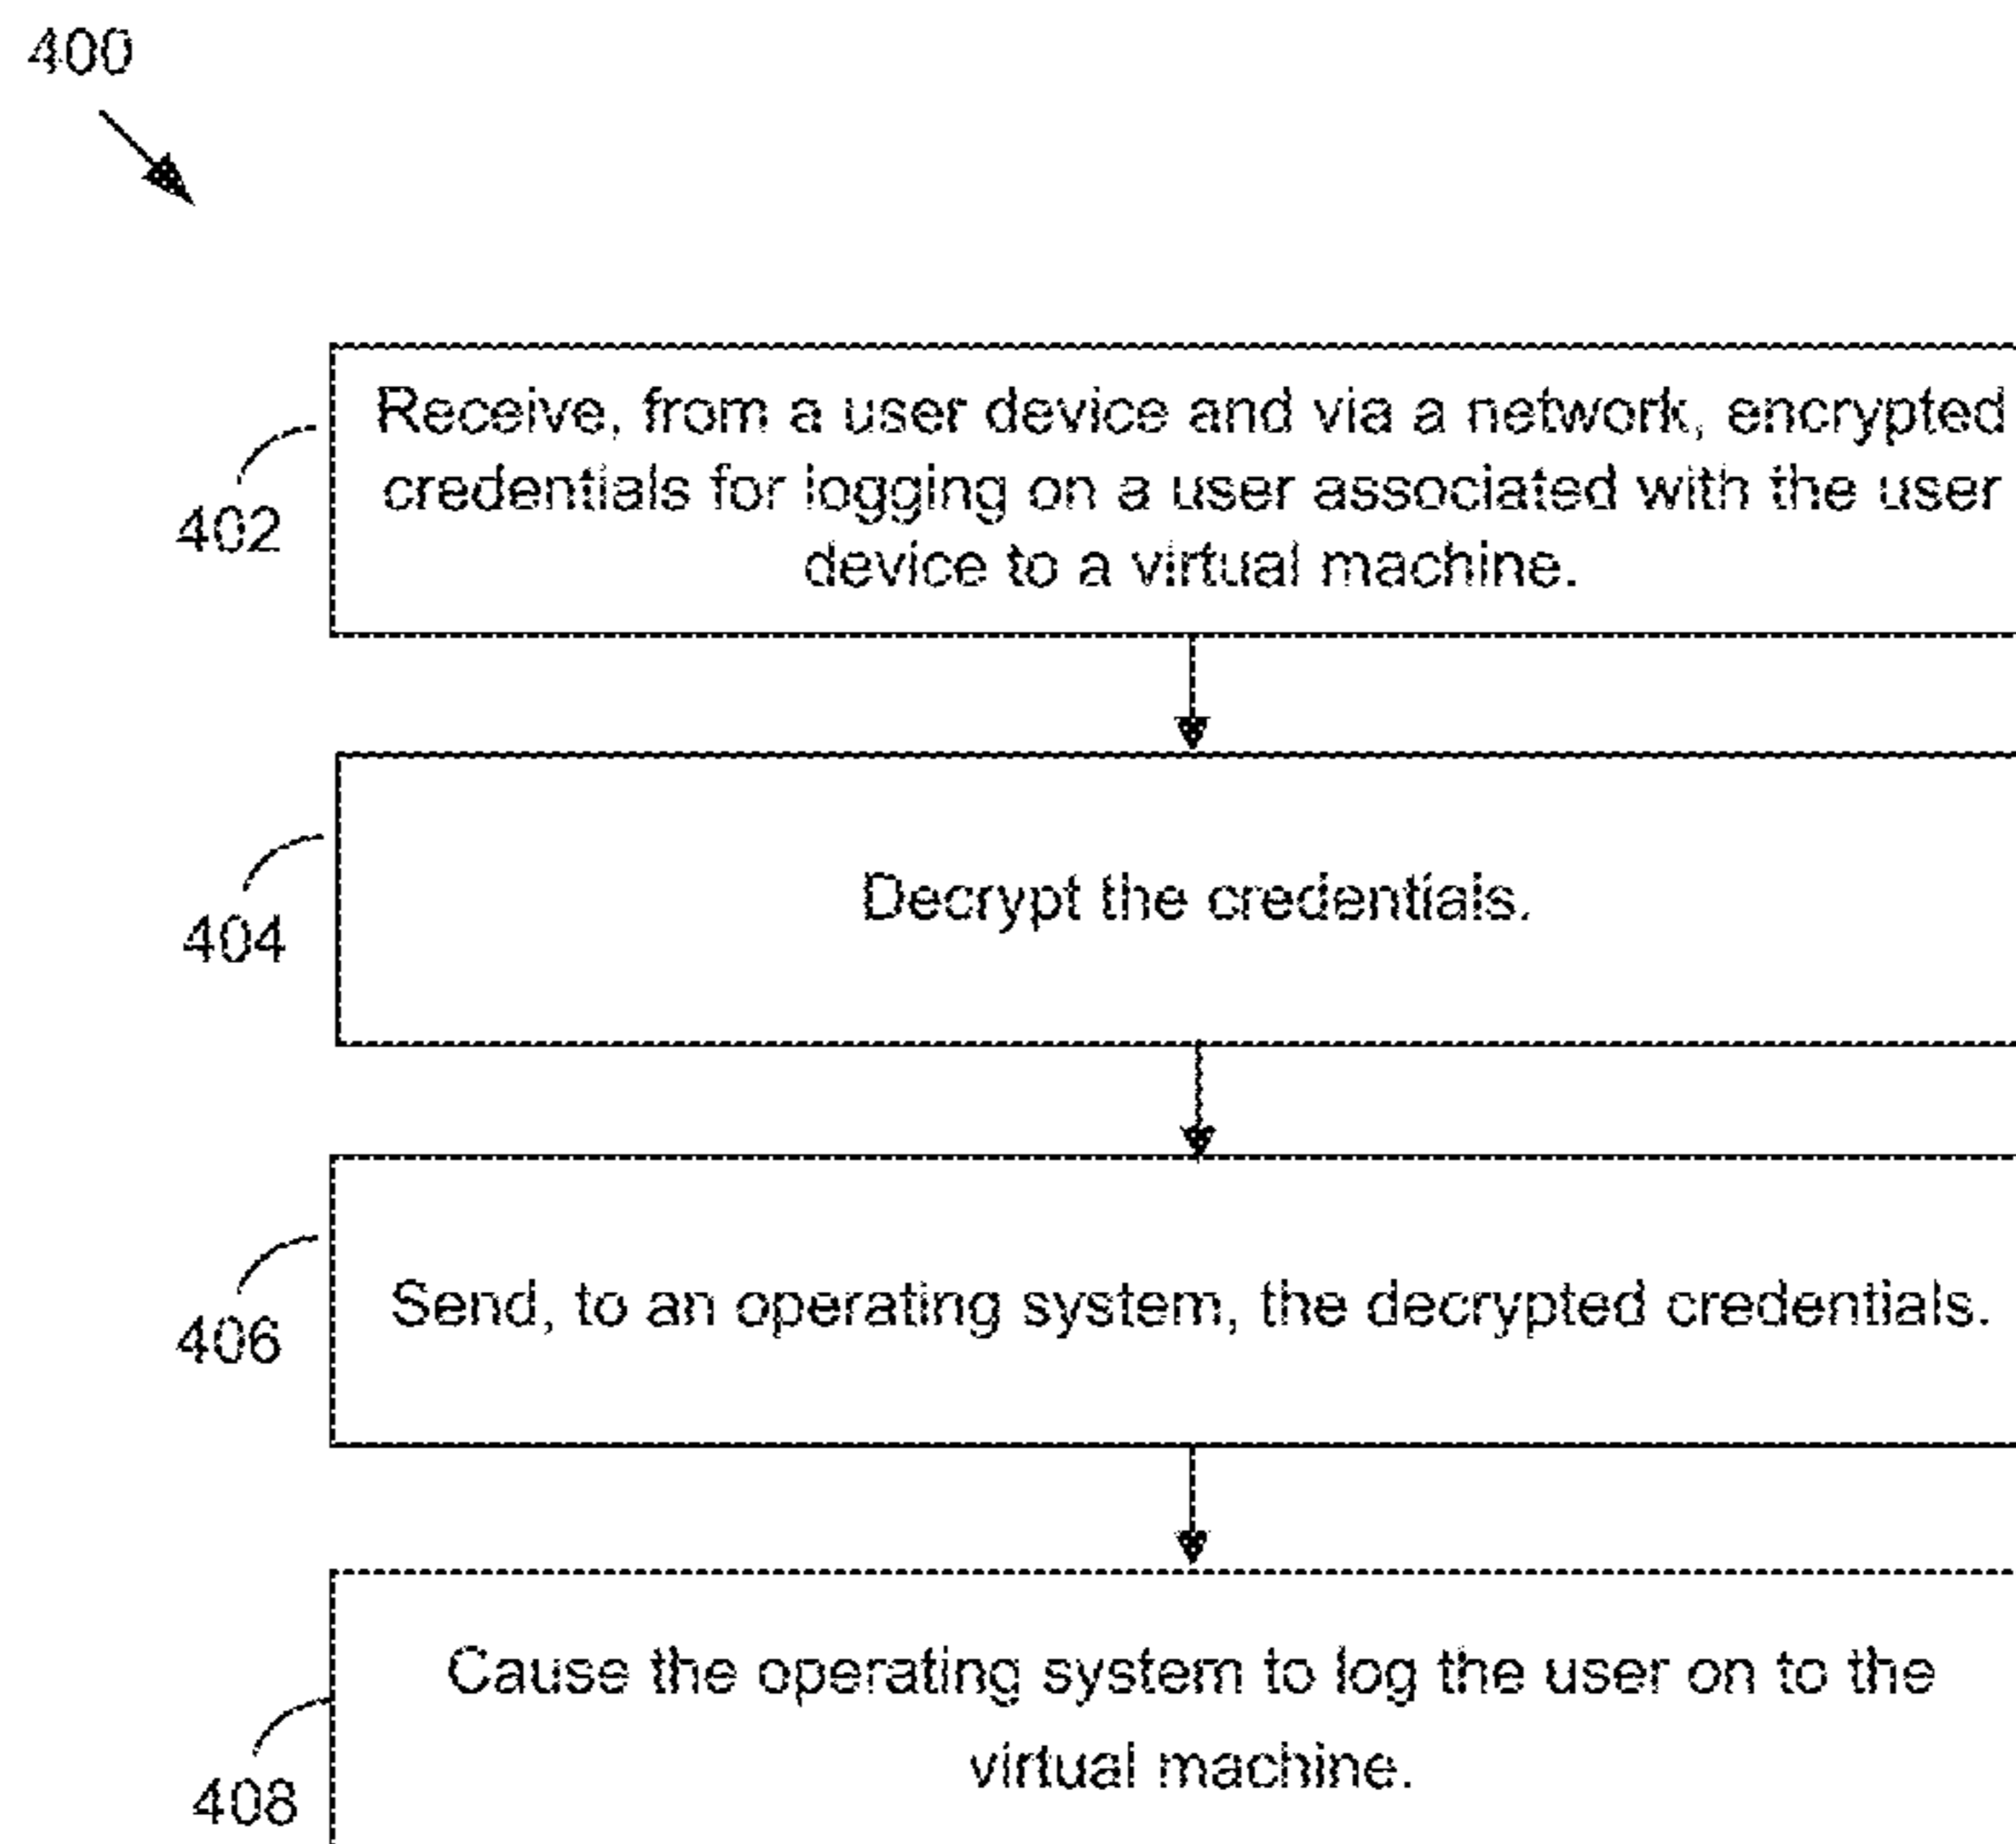 400
Receive, from a user device and via a network, encrypted
credentials for logging on a user associated with the user
device to a virtual machine.
402
Decrypt the credentials.
404
Send, to an operating system, the decrypted credentials.
406
Cause the operating system to log the user on to the
virtual machine.
408